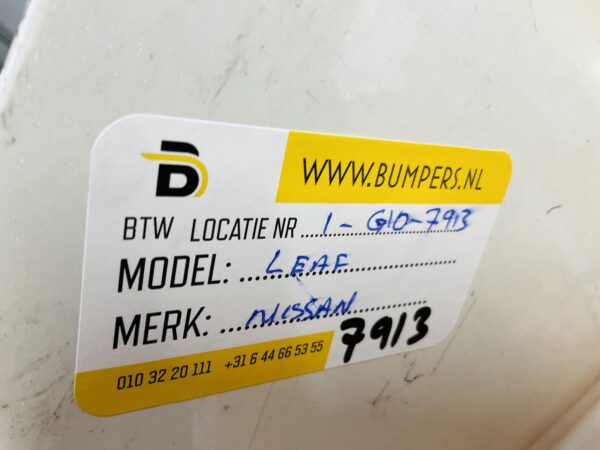 B
WWW.BUMPERS.NL
BTW LOCATIE NR ....1 - G10 - 7913
MODEL: ...LEAF...
MERK: ...NISSAN...
7913
010 32 20 111 +31 6 44 66 53 55